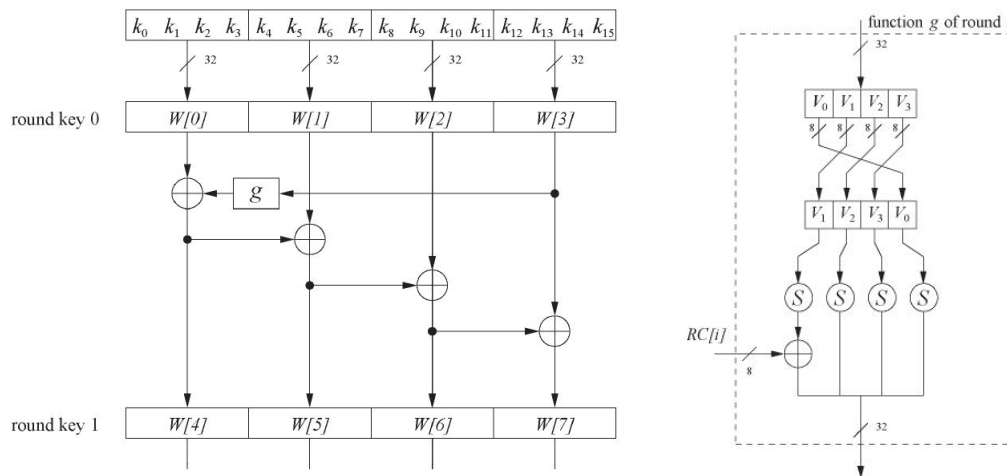 k0 k1 k2 k3 k4 k5 k6 k7 k8 k9 k10 k11 k12 k13 k14 k15
32 32 32 32
round key 0 W[0] W[1] W[2] W[3]
g
round key 1 W[4] W[5] W[6] W[7]
function g of round
32
V0 V1 V2 V3
8 8 8 8
V1 V2 V3 V0
S S S S
RC[i]
8
32